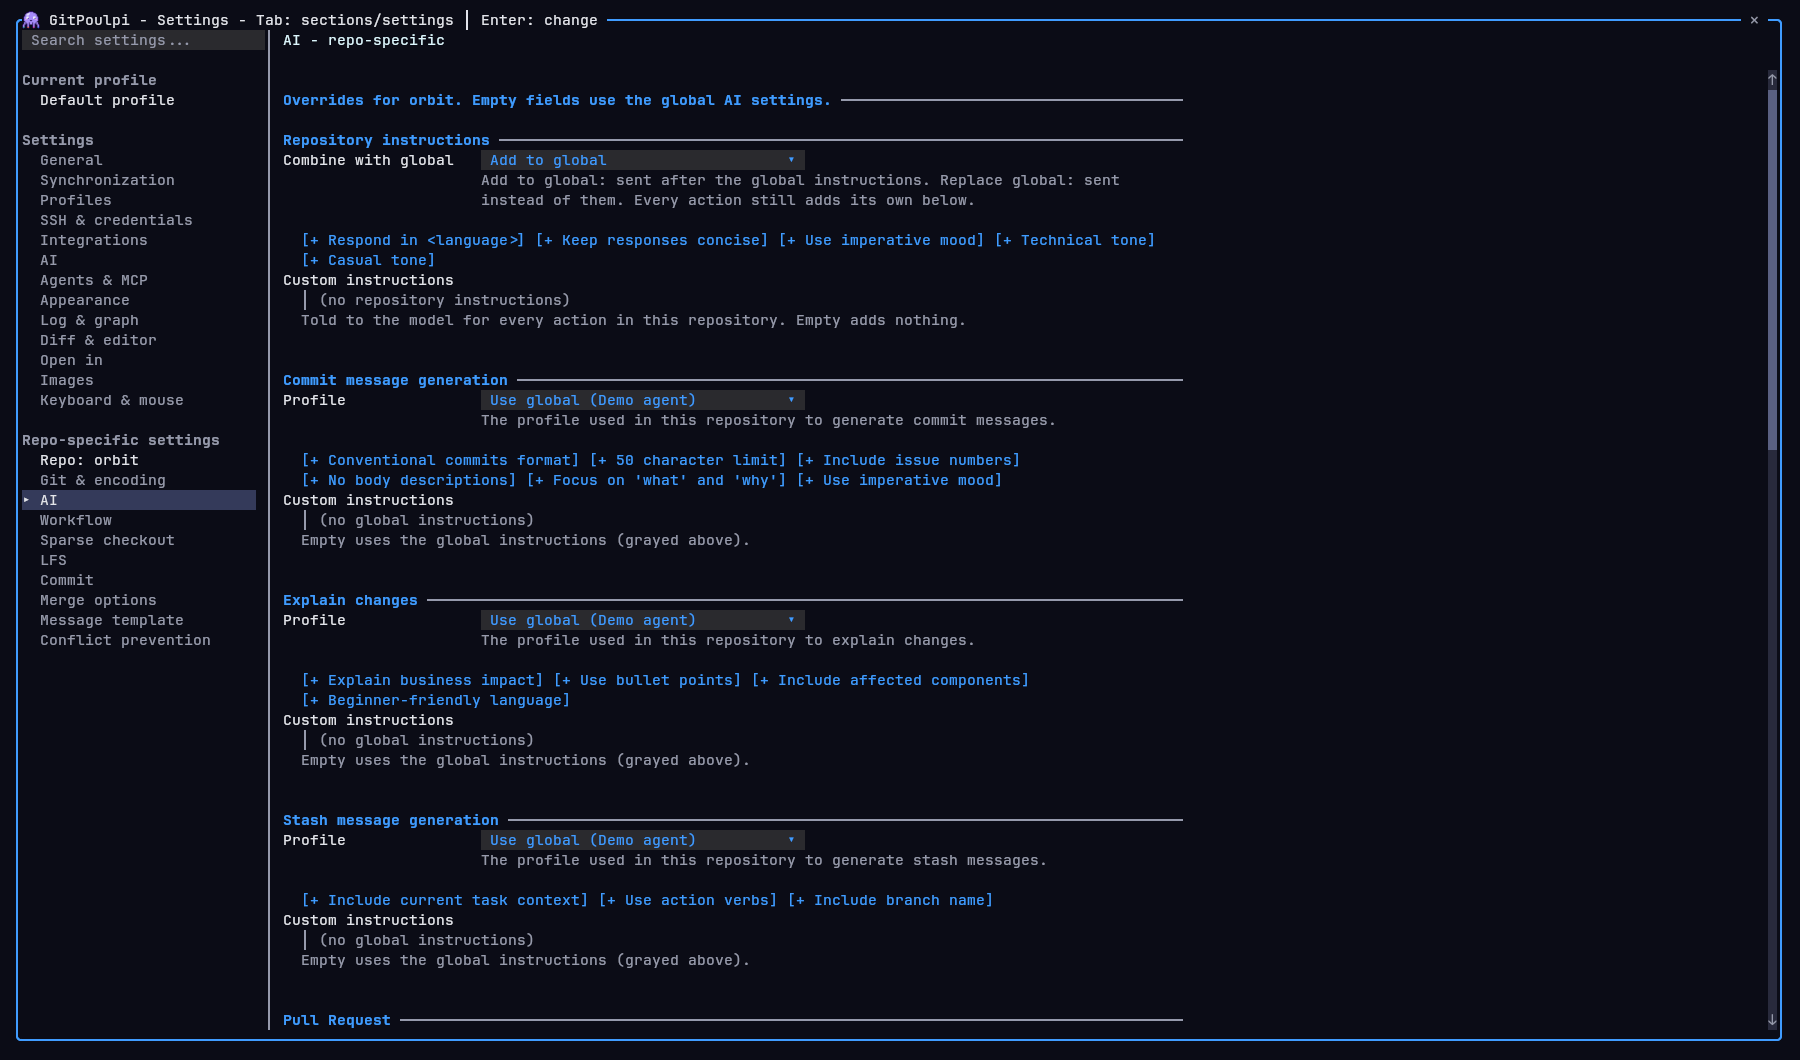 GitPoulpi - Settings - Tab: sections/settings │ Enter: change ×
Search settings...
Current profile
Default profile
Settings
General
Synchronization
Profiles
SSH & credentials
Integrations
AI
Agents & MCP
Appearance
Log & graph
Diff & editor
Open in
Images
Keyboard & mouse
Repo-specific settings
Repo: orbit
Git & encoding
▸ AI
Workflow
Sparse checkout
LFS
Commit
Merge options
Message template
Conflict prevention
AI - repo-specific
Overrides for orbit. Empty fields use the global AI settings.
Repository instructions
Combine with global Add to global ▾
Add to global: sent after the global instructions. Replace global: sent
instead of them. Every action still adds its own below.
[+ Respond in <language>] [+ Keep responses concise] [+ Use imperative mood] [+ Technical tone]
[+ Casual tone]
Custom instructions
(no repository instructions)
Told to the model for every action in this repository. Empty adds nothing.
Commit message generation
Profile Use global (Demo agent) ▾
The profile used in this repository to generate commit messages.
[+ Conventional commits format] [+ 50 character limit] [+ Include issue numbers]
[+ No body descriptions] [+ Focus on 'what' and 'why'] [+ Use imperative mood]
Custom instructions
(no global instructions)
Empty uses the global instructions (grayed above).
Explain changes
Profile Use global (Demo agent) ▾
The profile used in this repository to explain changes.
[+ Explain business impact] [+ Use bullet points] [+ Include affected components]
[+ Beginner-friendly language]
Custom instructions
(no global instructions)
Empty uses the global instructions (grayed above).
Stash message generation
Profile Use global (Demo agent) ▾
The profile used in this repository to generate stash messages.
[+ Include current task context] [+ Use action verbs] [+ Include branch name]
Custom instructions
(no global instructions)
Empty uses the global instructions (grayed above).
Pull Request